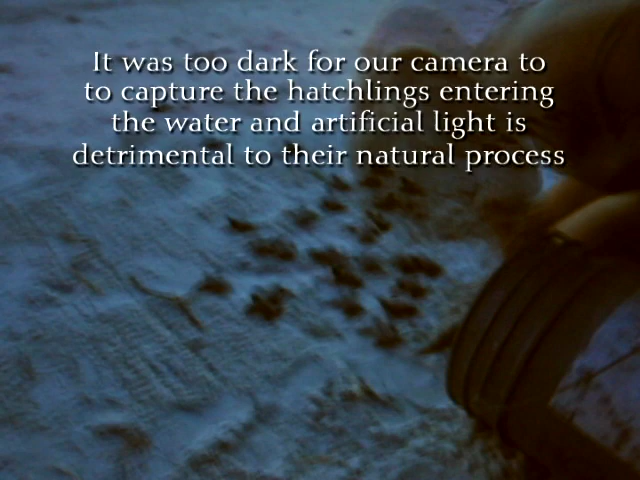 It was too dark for our camera to
to capture the hatchlings entering
the water and artificial light is
detrimental to their natural process